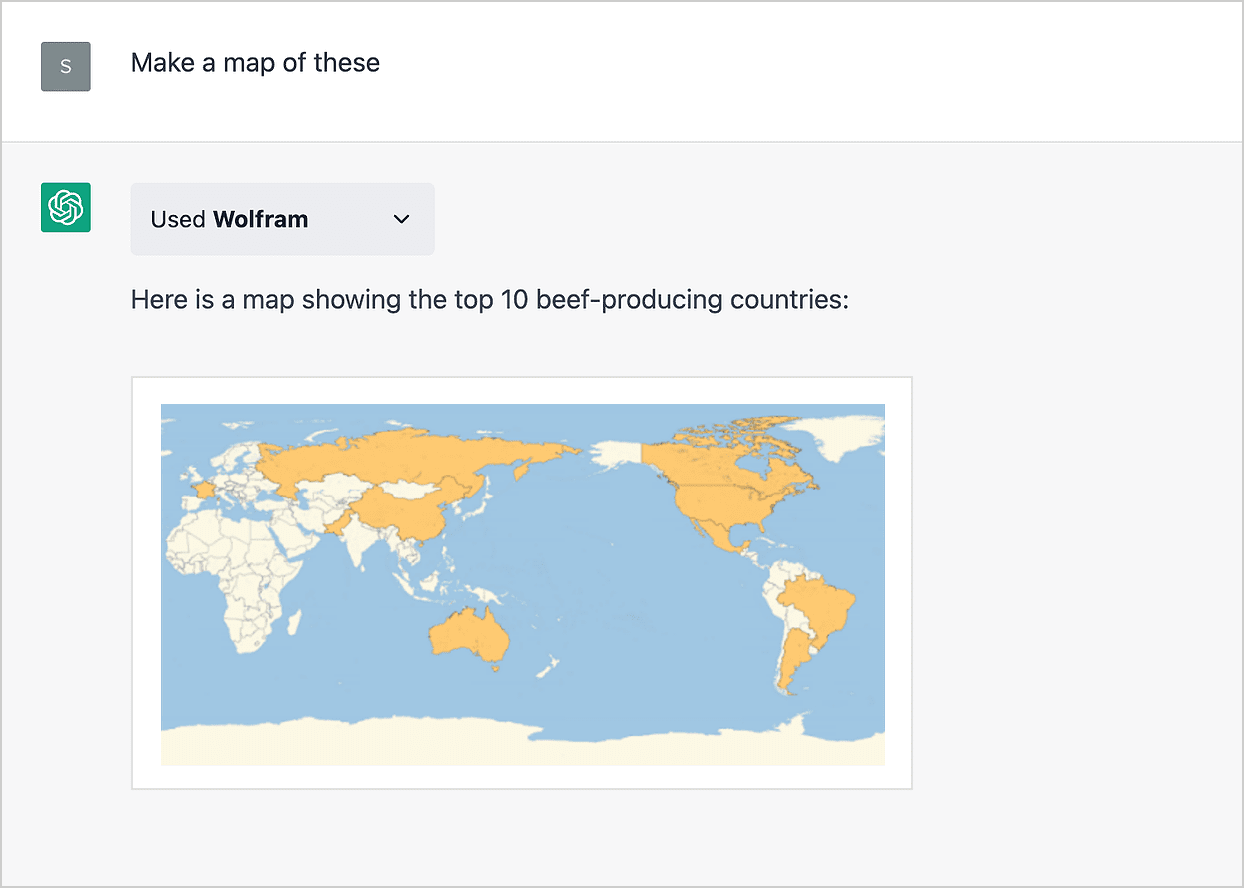 S
Make a map of these
Used Wolfram
Here is a map showing the top 10 beef-producing countries: